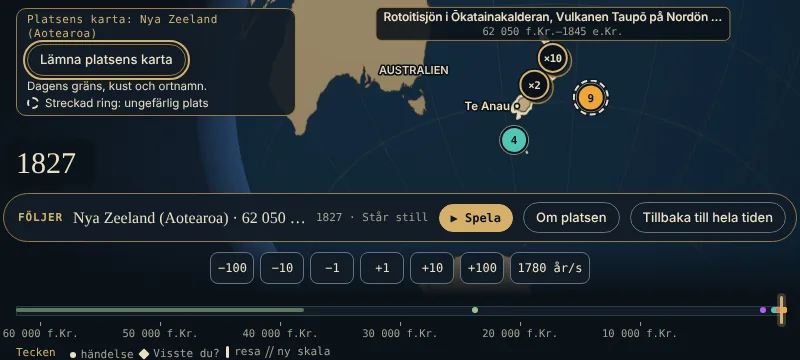 Platsens karta: Nya Zeeland
(Aotearoa)
Lämna platsens karta
Dagens gräns, kust och ortnamn.
Streckad ring: ungefärlig plats
Rotoitisjön i Ōkatainakalderan, Vulkanen Taupō på Nordön …
62 050 f.Kr.–1845 e.Kr.
AUSTRALIEN
×10
×2
9
Te Anau
4
1827
FÖLJER Nya Zeeland (Aotearoa) · 62 050 … 1827 · Står still ▶ Spela Om platsen Tillbaka till hela tiden
−100 −10 −1 +1 +10 +100 1780 år/s
60 000 f.Kr. 50 000 f.Kr. 40 000 f.Kr. 30 000 f.Kr. 20 000 f.Kr. 10 000 f.Kr.
Tecken händelse Visste du? resa // ny skala